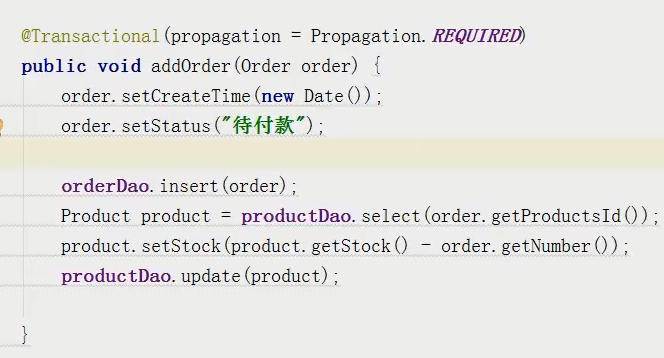 @Transactional(propagation = Propagation.REQUIRED)
public void addOrder(Order order) {
order.setCreateTime(new Date());
order.setStatus("待付款");
orderDao.insert(order);
Product product = productDao.select(order.getProductsId());
product.setStock(product.getStock() - order.getNumber());
productDao.update(product);
}